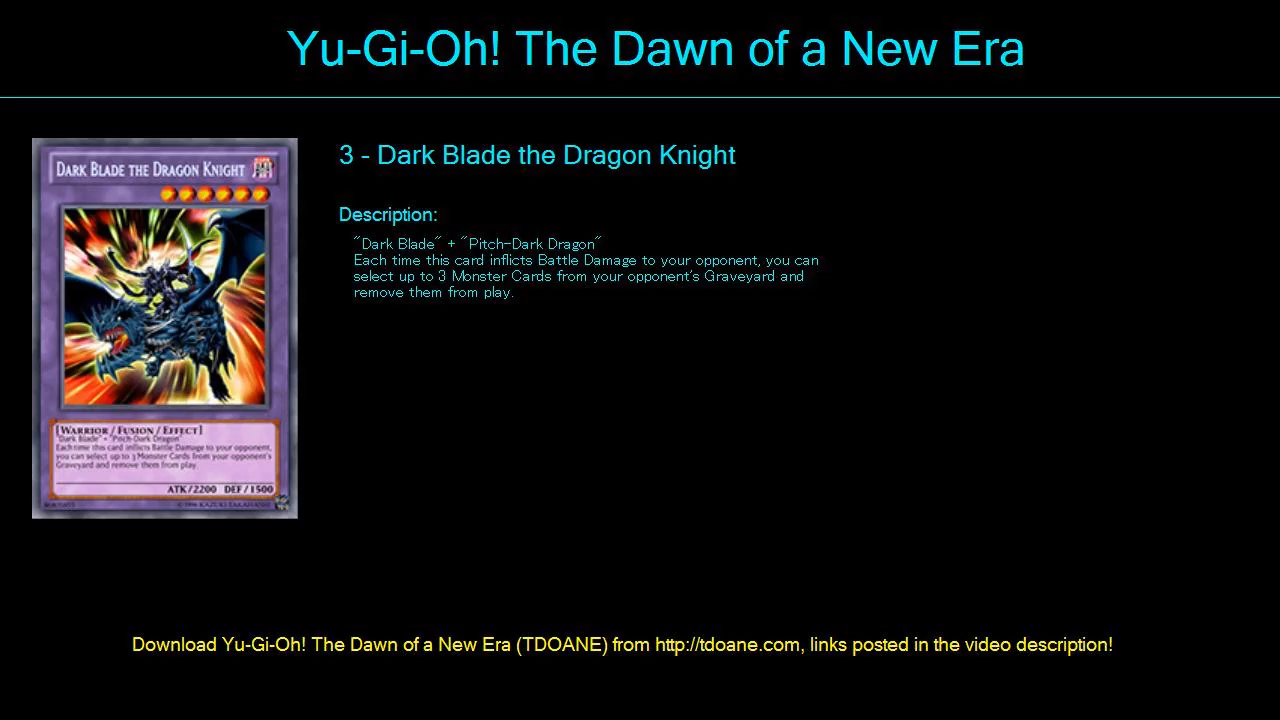 Yu-Gi-Oh! The Dawn of a New Era
DARK BLADE THE DRAGON KNIGHT
3 - Dark Blade the Dragon Knight
Description:
"Dark Blade" + "Pitch-Dark Dragon"
Each time this card inflicts Battle Damage to your opponent, you can
select up to 3 Monster Cards from your opponent's Graveyard and
remove them from play.
[WARRIOR / FUSION / EFFECT]
"Dark Blade" + "Pitch-Dark Dragon"
Each time this card inflicts Battle Damage to your opponent,
you can select up to 3 Monster Cards from your opponent's
Graveyard and remove them from play.
ATK/2200 DEF/1500
KAZUKI TAKAHASHI
Download Yu-Gi-Oh! The Dawn of a New Era (TDOANE) from http://tdoane.com, links posted in the video description!